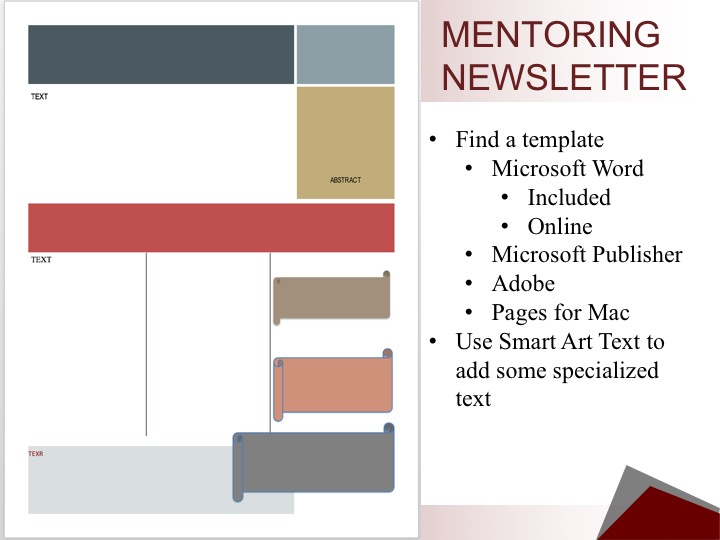 TEXT
ABSTRACT
TEXT
TEXR
MENTORING
NEWSLETTER
• Find a template
• Microsoft Word
• Included
• Online
• Microsoft Publisher
• Adobe
• Pages for Mac
• Use Smart Art Text to
add some specialized
text